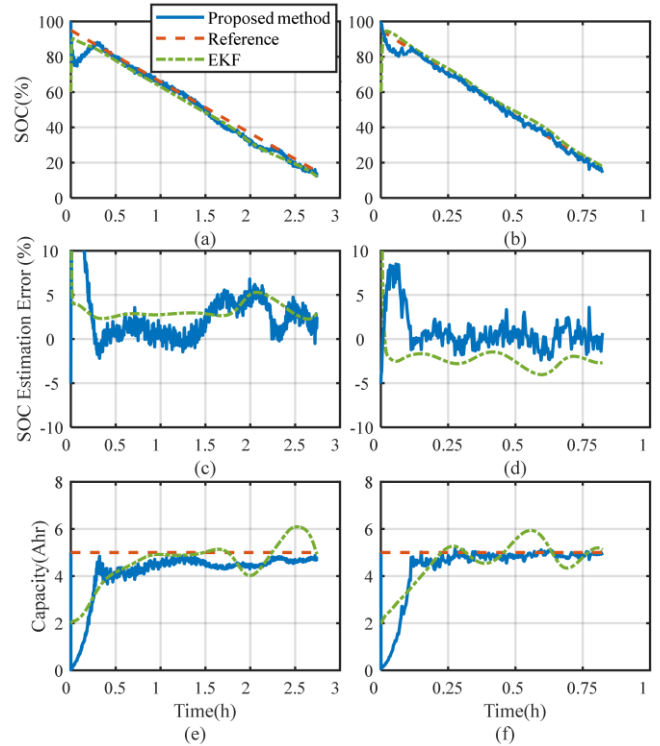 Proposed method
Reference
EKF
SOC(%)
100
80
60
40
20
0
0 0.5 1 1.5 2 2.5 3
(a)
100
80
60
40
20
0
0 0.25 0.5 0.75 1
(b)
SOC Estimation Error (%)
10
5
0
-5
-10
0 0.5 1 1.5 2 2.5 3
(c)
10
5
0
-5
-10
0 0.25 0.5 0.75 1
(d)
Capacity(Ahr)
8
6
4
2
0
0 0.5 1 1.5 2 2.5 3
Time(h)
(e)
8
6
4
2
0
0 0.25 0.5 0.75 1
Time(h)
(f)